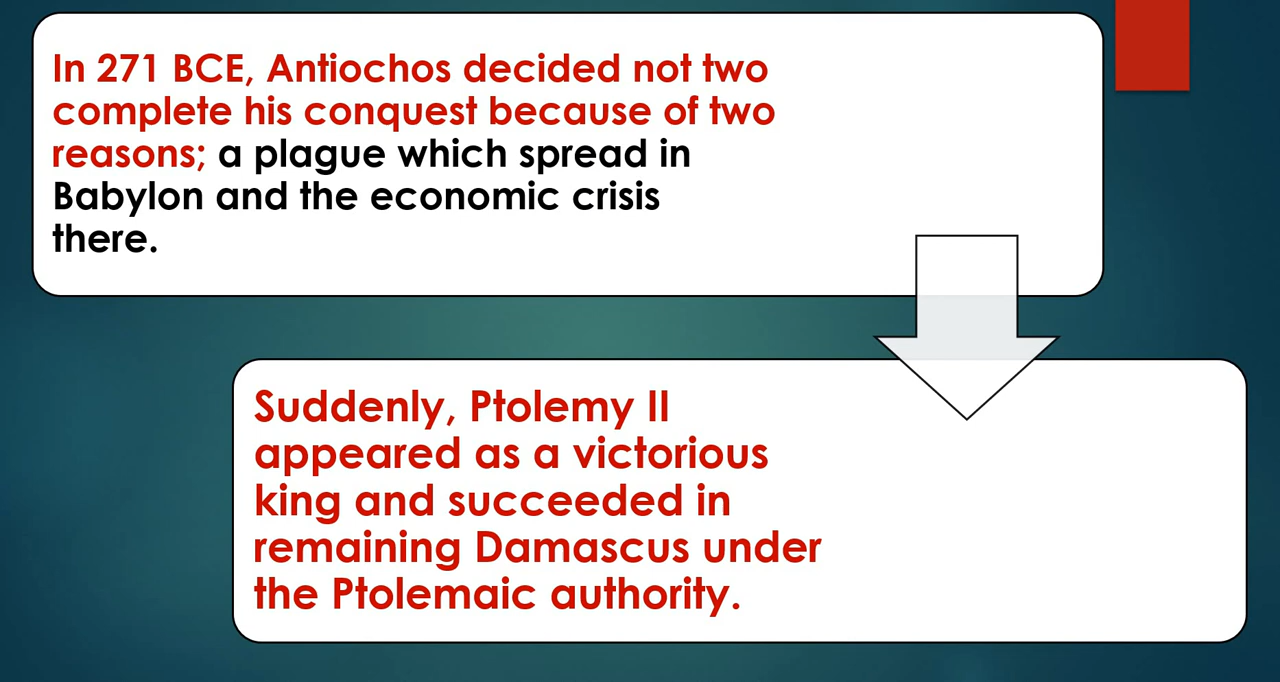 In 271 BCE, Antiochos decided not two
complete his conquest because of two
reasons; a plague which spread in
Babylon and the economic crisis
there.
Suddenly, Ptolemy II
appeared as a victorious
king and succeeded in
remaining Damascus under
the Ptolemaic authority.